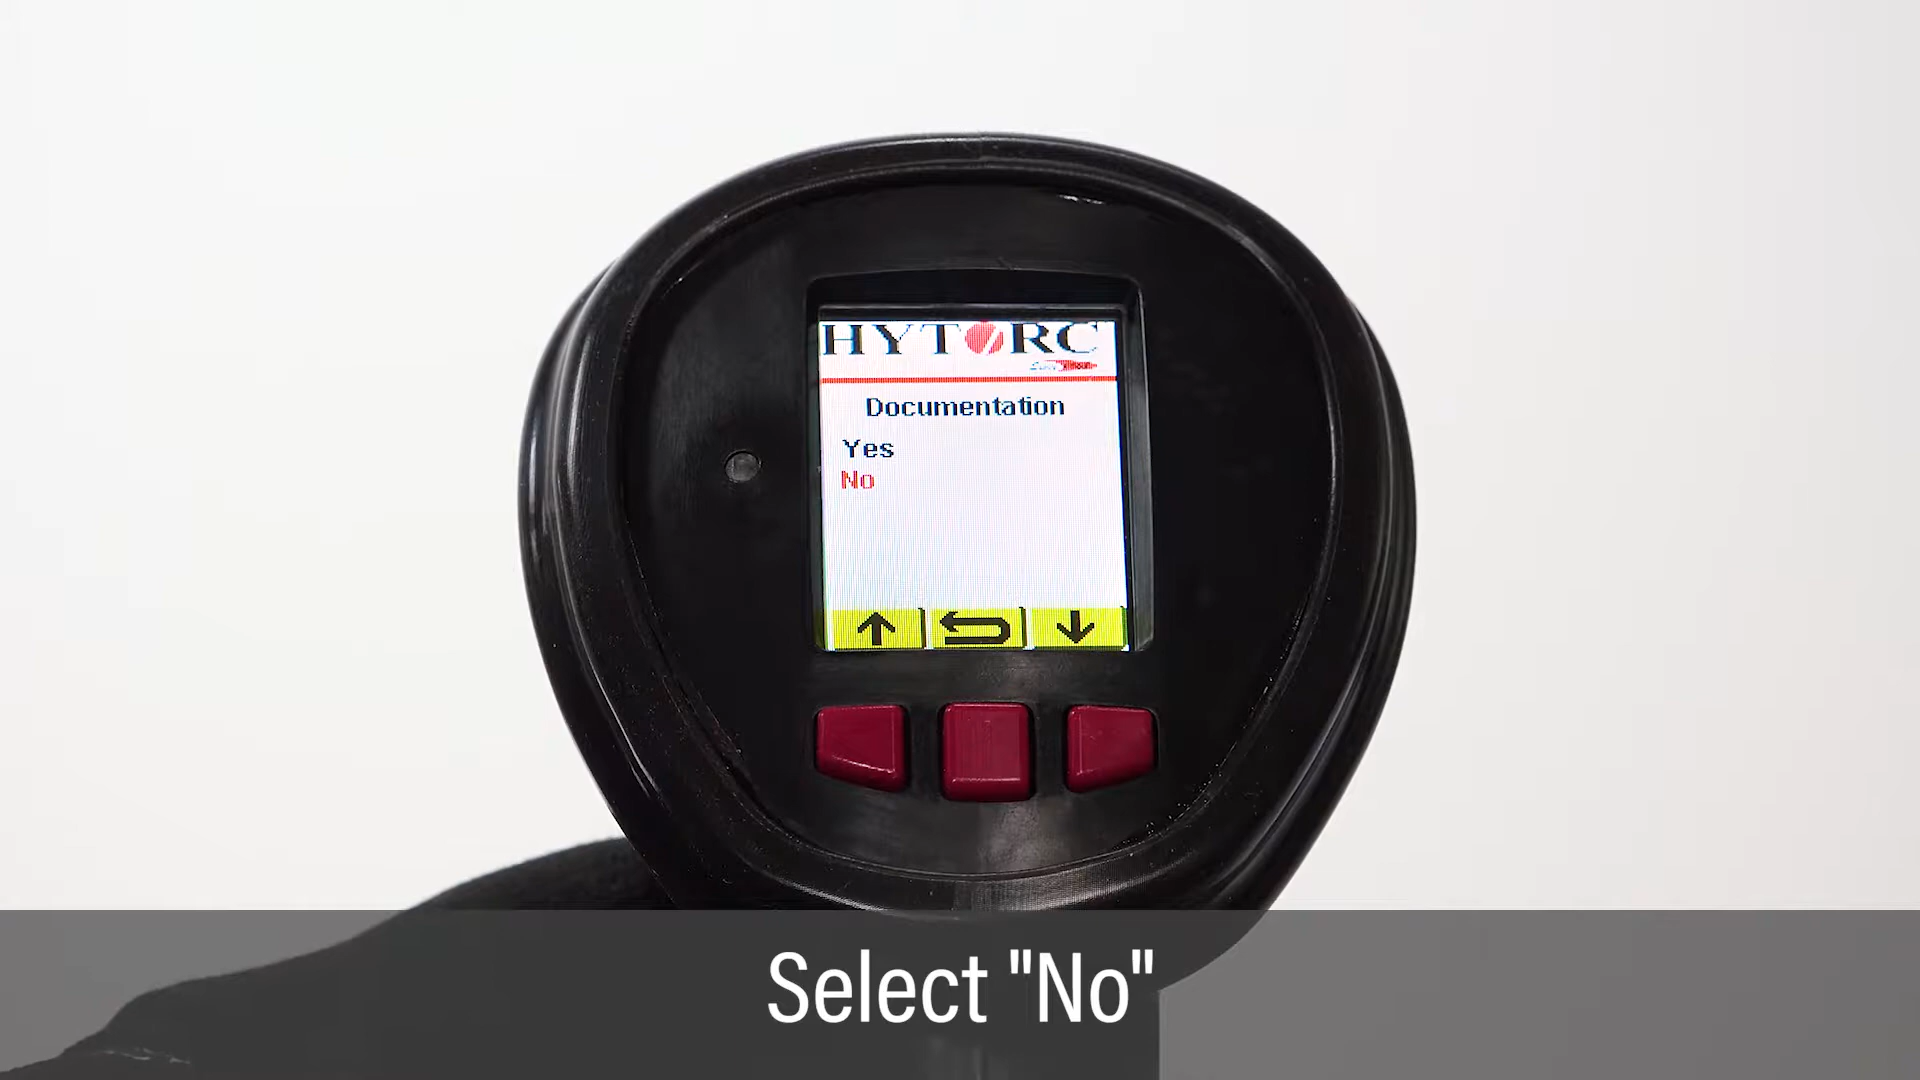 HYTORC
Documentation
Yes
No
Select "No"